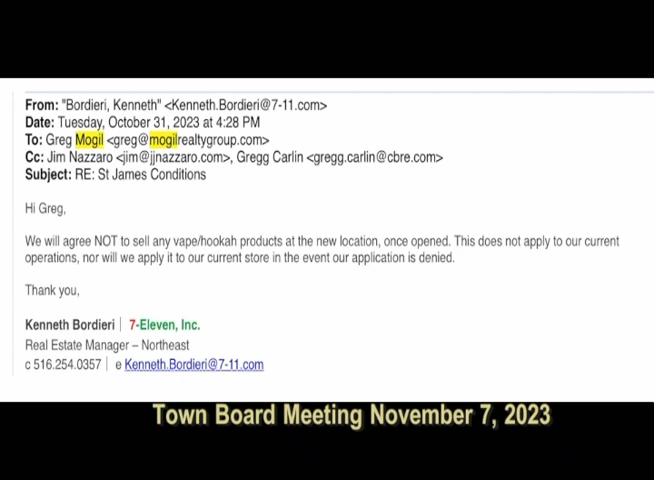 From: "Bordieri, Kenneth" <Kenneth.Bordieri@7-11.com>
Date: Tuesday, October 31, 2023 at 4:28 PM
To: Greg Mogil <greg@mogilrealtygroup.com>
Cc: Jim Nazzaro <jim@jjnazzaro.com>, Gregg Carlin <gregg.carlin@cbre.com>
Subject: RE: St James Conditions
Hi Greg,
We will agree NOT to sell any vape/hookah products at the new location, once opened. This does not apply to our current
operations, nor will we apply it to our current store in the event our application is denied.
Thank you,
Kenneth Bordieri | 7-Eleven, Inc.
Real Estate Manager – Northeast
c 516.254.0357 | e Kenneth.Bordieri@7-11.com
Town Board Meeting November 7, 2023